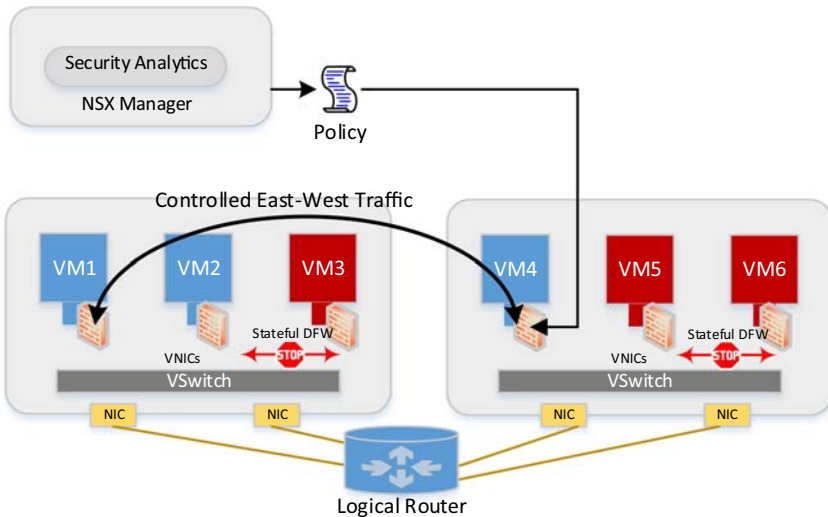 Security Analytics
NSX Manager
Policy
Controlled East-West Traffic
VM1
VM2
VM3
VM4
VM5
VM6
Stateful DFW
STOP
VNICs
VSwitch
Stateful DFW
STOP
VNICs
VSwitch
NIC
NIC
NIC
NIC
Logical Router